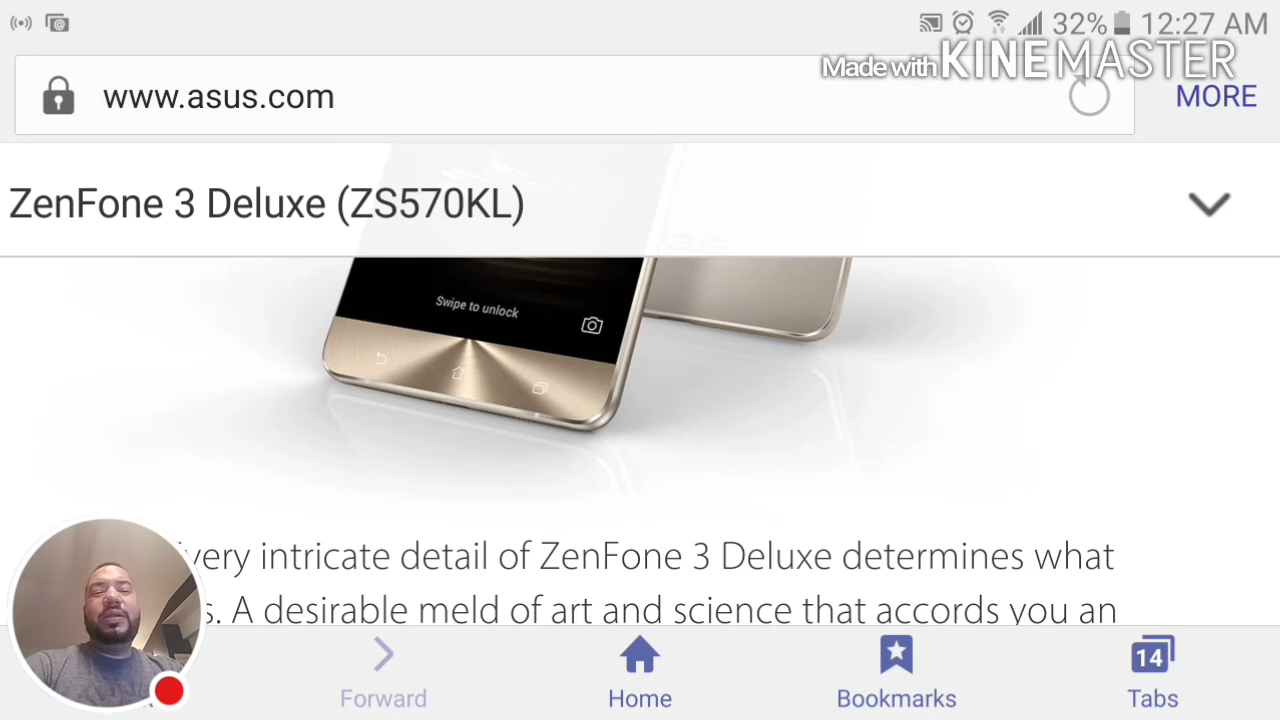 32% 12:27 AM
Made with KINEMASTER
www.asus.com
MORE
ZenFone 3 Deluxe (ZS570KL)
Swipe to unlock
very intricate detail of ZenFone 3 Deluxe determines what
s. A desirable meld of art and science that accords you an
Forward Home Bookmarks 14 Tabs